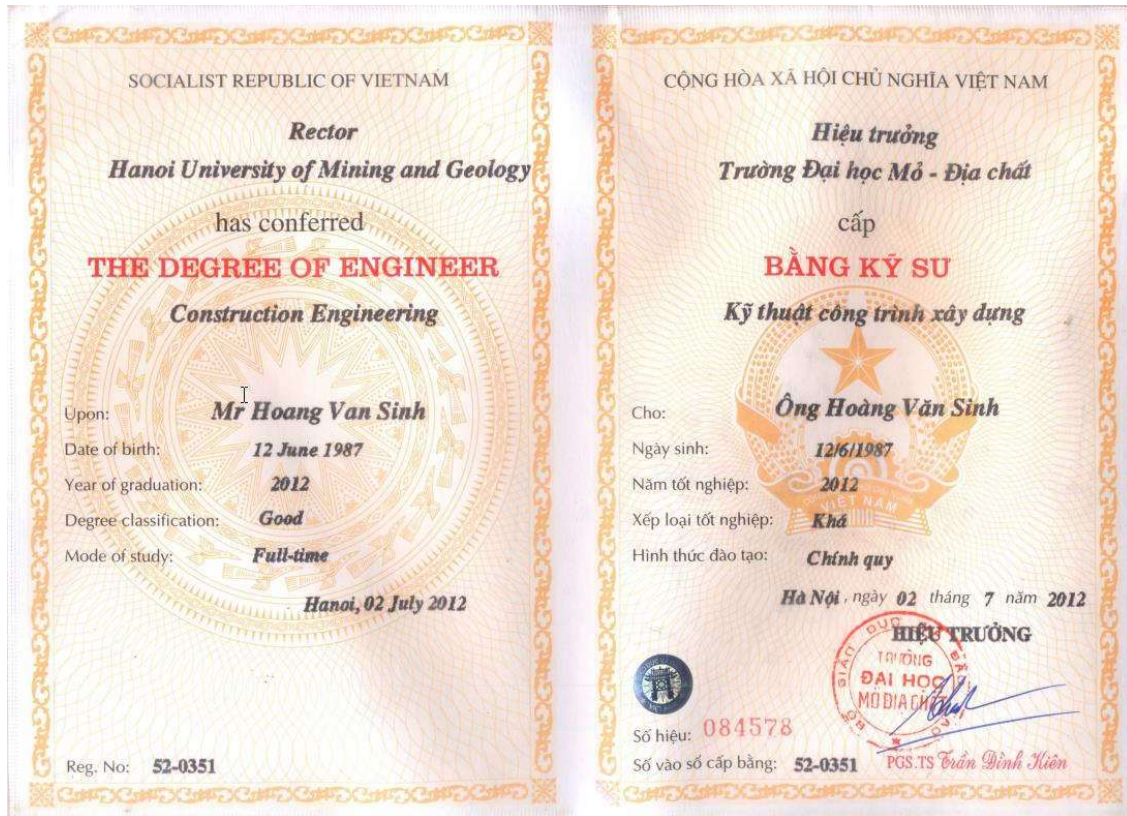 SOCIALIST REPUBLIC OF VIETNAM
Rector
Hanoi University of Mining and Geology
has conferred
THE DEGREE OF ENGINEER
Construction Engineering
Upon: Mr Hoang Van Sinh
Date of birth: 12 June 1987
Year of graduation: 2012
Degree classification: Good
Mode of study: Full-time
Hanoi, 02 July 2012
Reg. No: 52-0351
CỘNG HÒA XÃ HỘI CHỦ NGHĨA VIỆT NAM
Hiệu trưởng
Trường Đại học Mỏ - Địa chất
cấp
BẰNG KỸ SƯ
Kỹ thuật công trình xây dựng
Cho: Ông Hoàng Văn Sinh
Ngày sinh: 12/6/1987
Năm tốt nghiệp: 2012
VIET NAM
Xếp loại tốt nghiệp: Khá
Hình thức đào tạo: Chính quy
Hà Nội, ngày 02 tháng 7 năm 2012
HIỆU TRƯỞNG
BỘ GIÁO DỤC ĐÀO
TRƯỜNG
ĐẠI HỌC
MỎ ĐỊA CHẤT
Số hiệu: 084578
Số vào sổ cấp bằng: 52-0351 PGS.TS Trần Đình Kiên